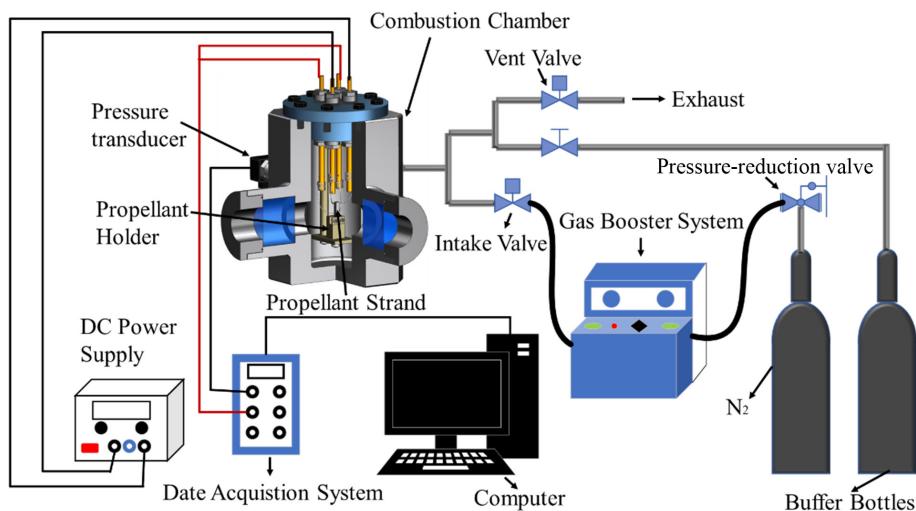 Combustion Chamber
Vent Valve
Exhaust
Pressure
transducer
Pressure-reduction valve
Propellant
Holder
Intake Valve
Gas Booster System
Propellant Strand
DC Power
Supply
N2
Date Acquistion System
Computer
Buffer Bottles